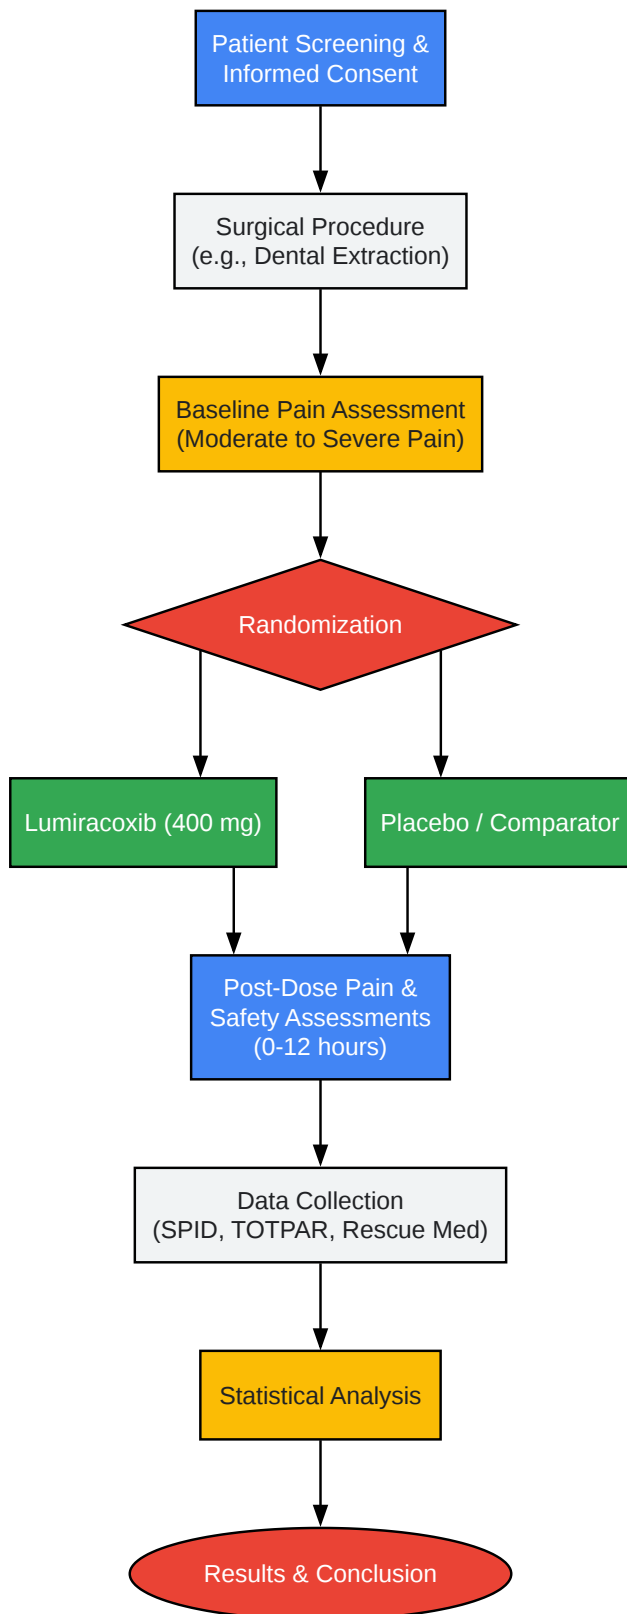 Patient Screening &
Informed Consent
Surgical Procedure
(e.g., Dental Extraction)
Baseline Pain Assessment
(Moderate to Severe Pain)
Randomization
Lumiracoxib (400 mg)
Placebo / Comparator
Post-Dose Pain &
Safety Assessments
(0-12 hours)
Data Collection
(SPID, TOTPAR, Rescue Med)
Statistical Analysis
Results & Conclusion